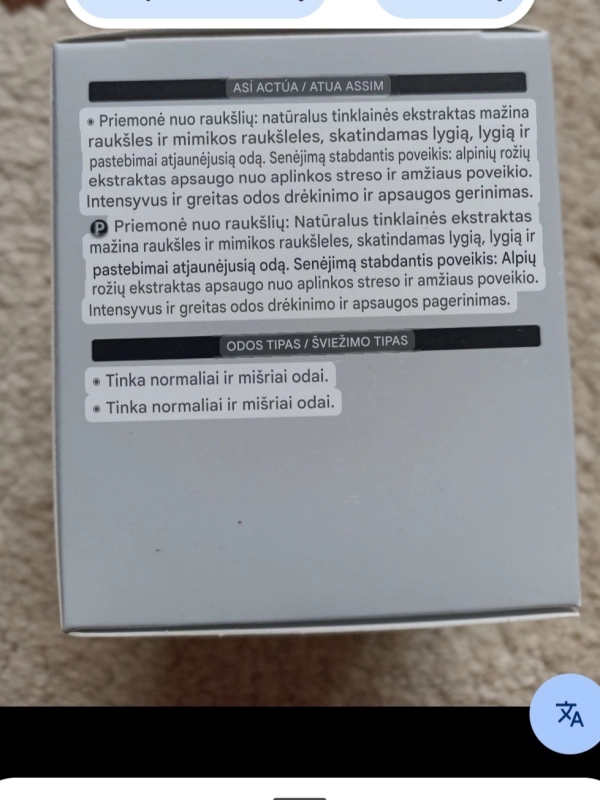 ASÍ ACTÚA / ATUA ASSIM
• Priemonė nuo raukšlių: natūralus tinklainės ekstraktas mažina
raukšles ir mimikos raukšleles, skatindamas lygią, lygią ir
pastebimai atjaunėjusią odą. Senėjimą stabdantis poveikis: alpinių rožių
ekstraktas apsaugo nuo aplinkos streso ir amžiaus poveikio.
Intensyvus ir greitas odos drėkinimo ir apsaugos gerinimas.
P Priemonė nuo raukšlių: Natūralus tinklainės ekstraktas
mažina raukšles ir mimikos raukšleles, skatindamas lygią, lygią ir
pastebimai atjaunėjusią odą. Senėjimą stabdantis poveikis: Alpių
rožių ekstraktas apsaugo nuo aplinkos streso ir amžiaus poveikio.
Intensyvus ir greitas odos drėkinimo ir apsaugos pagerinimas.
ODOS TIPAS / ŠVIEŽIMO TIPAS
• Tinka normaliai ir mišriai odai.
• Tinka normaliai ir mišriai odai.